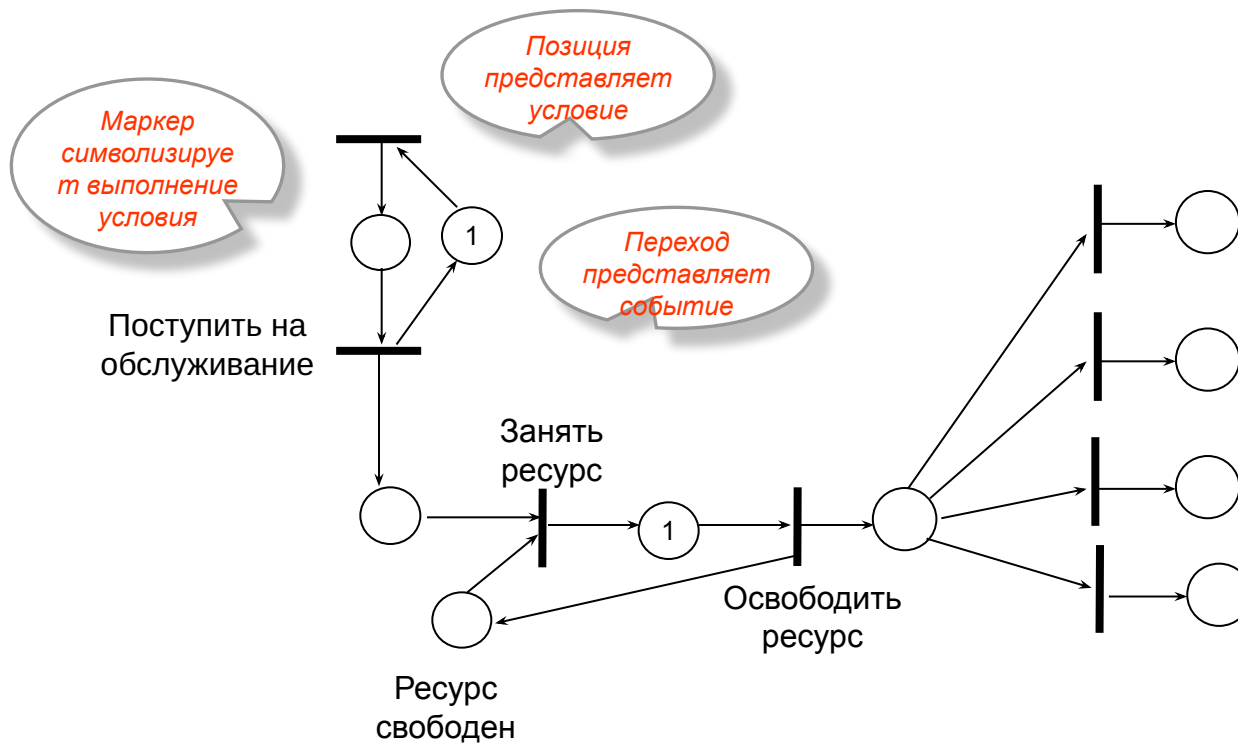 Позиция
представляет
условие
Маркер
символизируе
т выполнение
условия
1
Переход
представляет
событие
Поступить на
обслуживание
Занять
ресурс
1
Освободить
ресурс
Ресурс
свободен